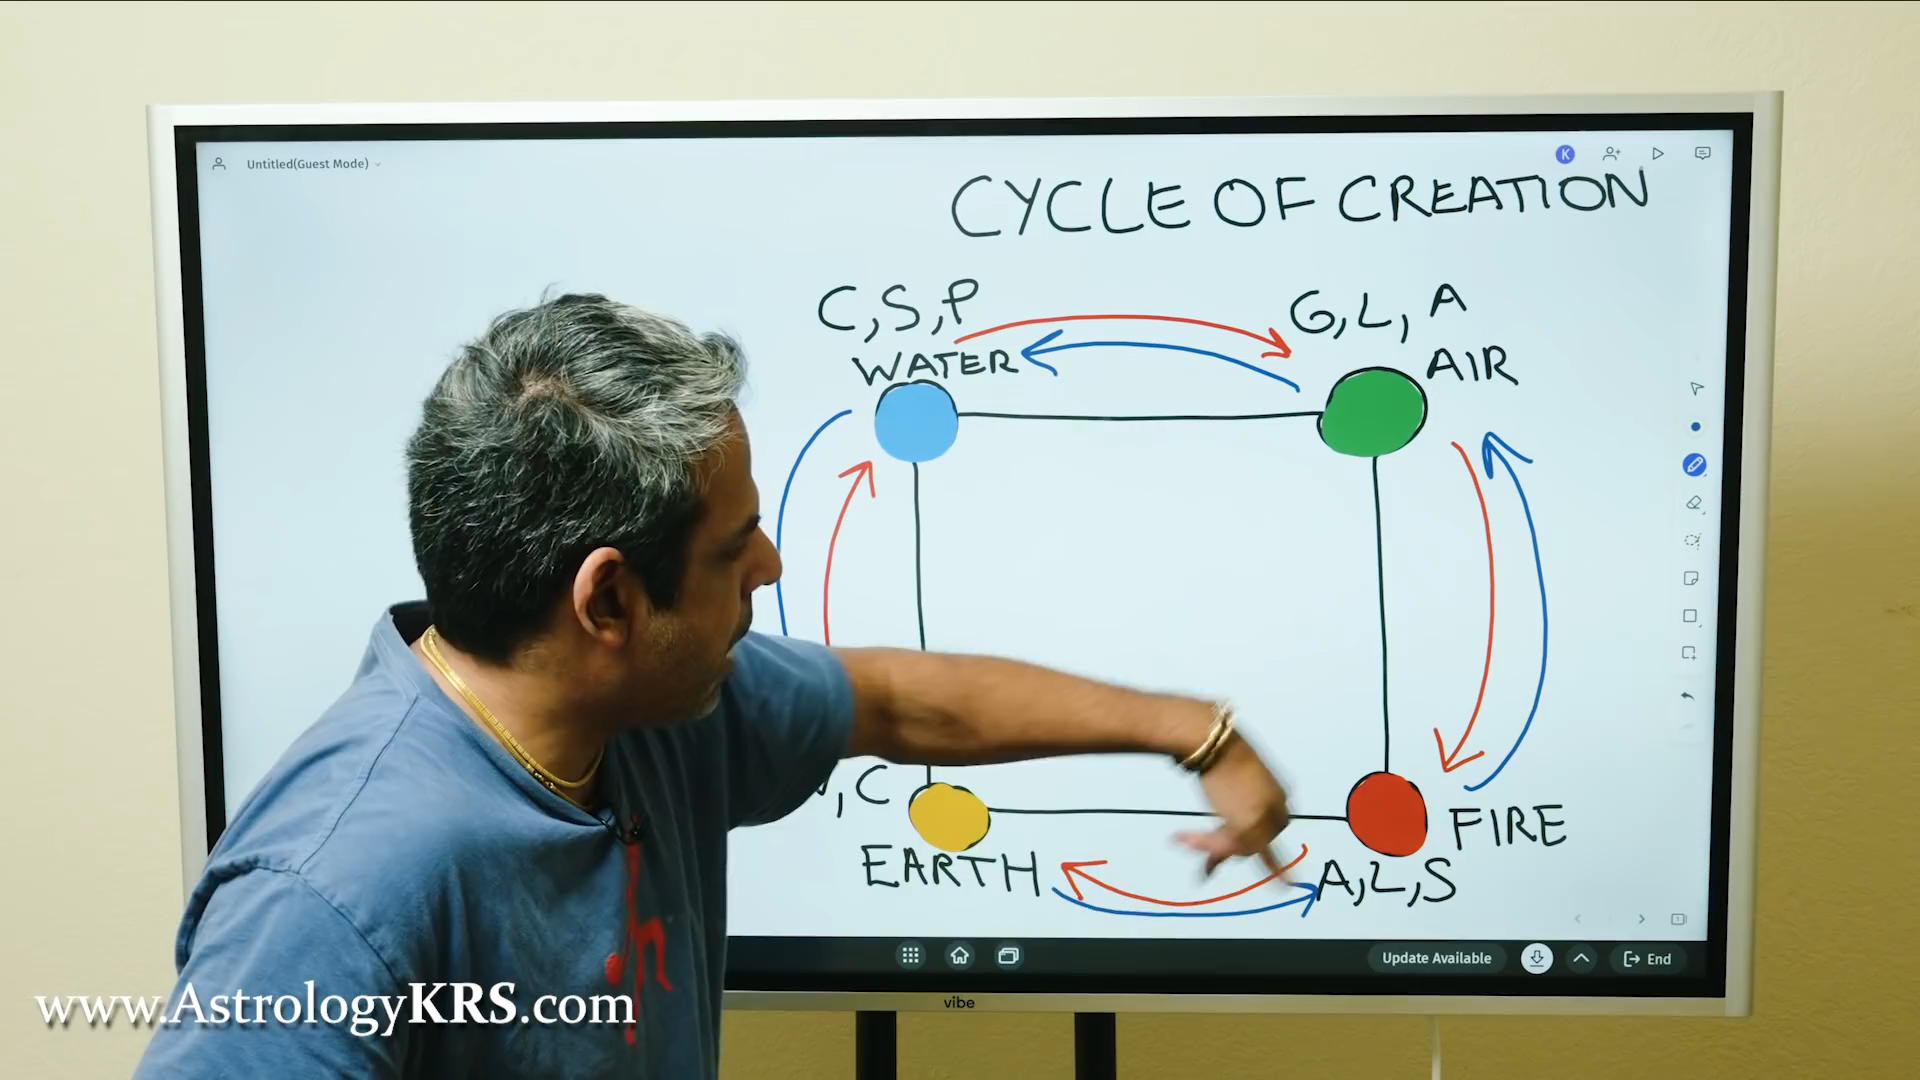 Untitled(Guest Mode)
K
CYCLE OF CREATION
C,S,P
G,L,A
WATER
AIR
,C
FIRE
EARTH
A,L,S
Update Available
End
vibe
www.AstrologyKRS.com